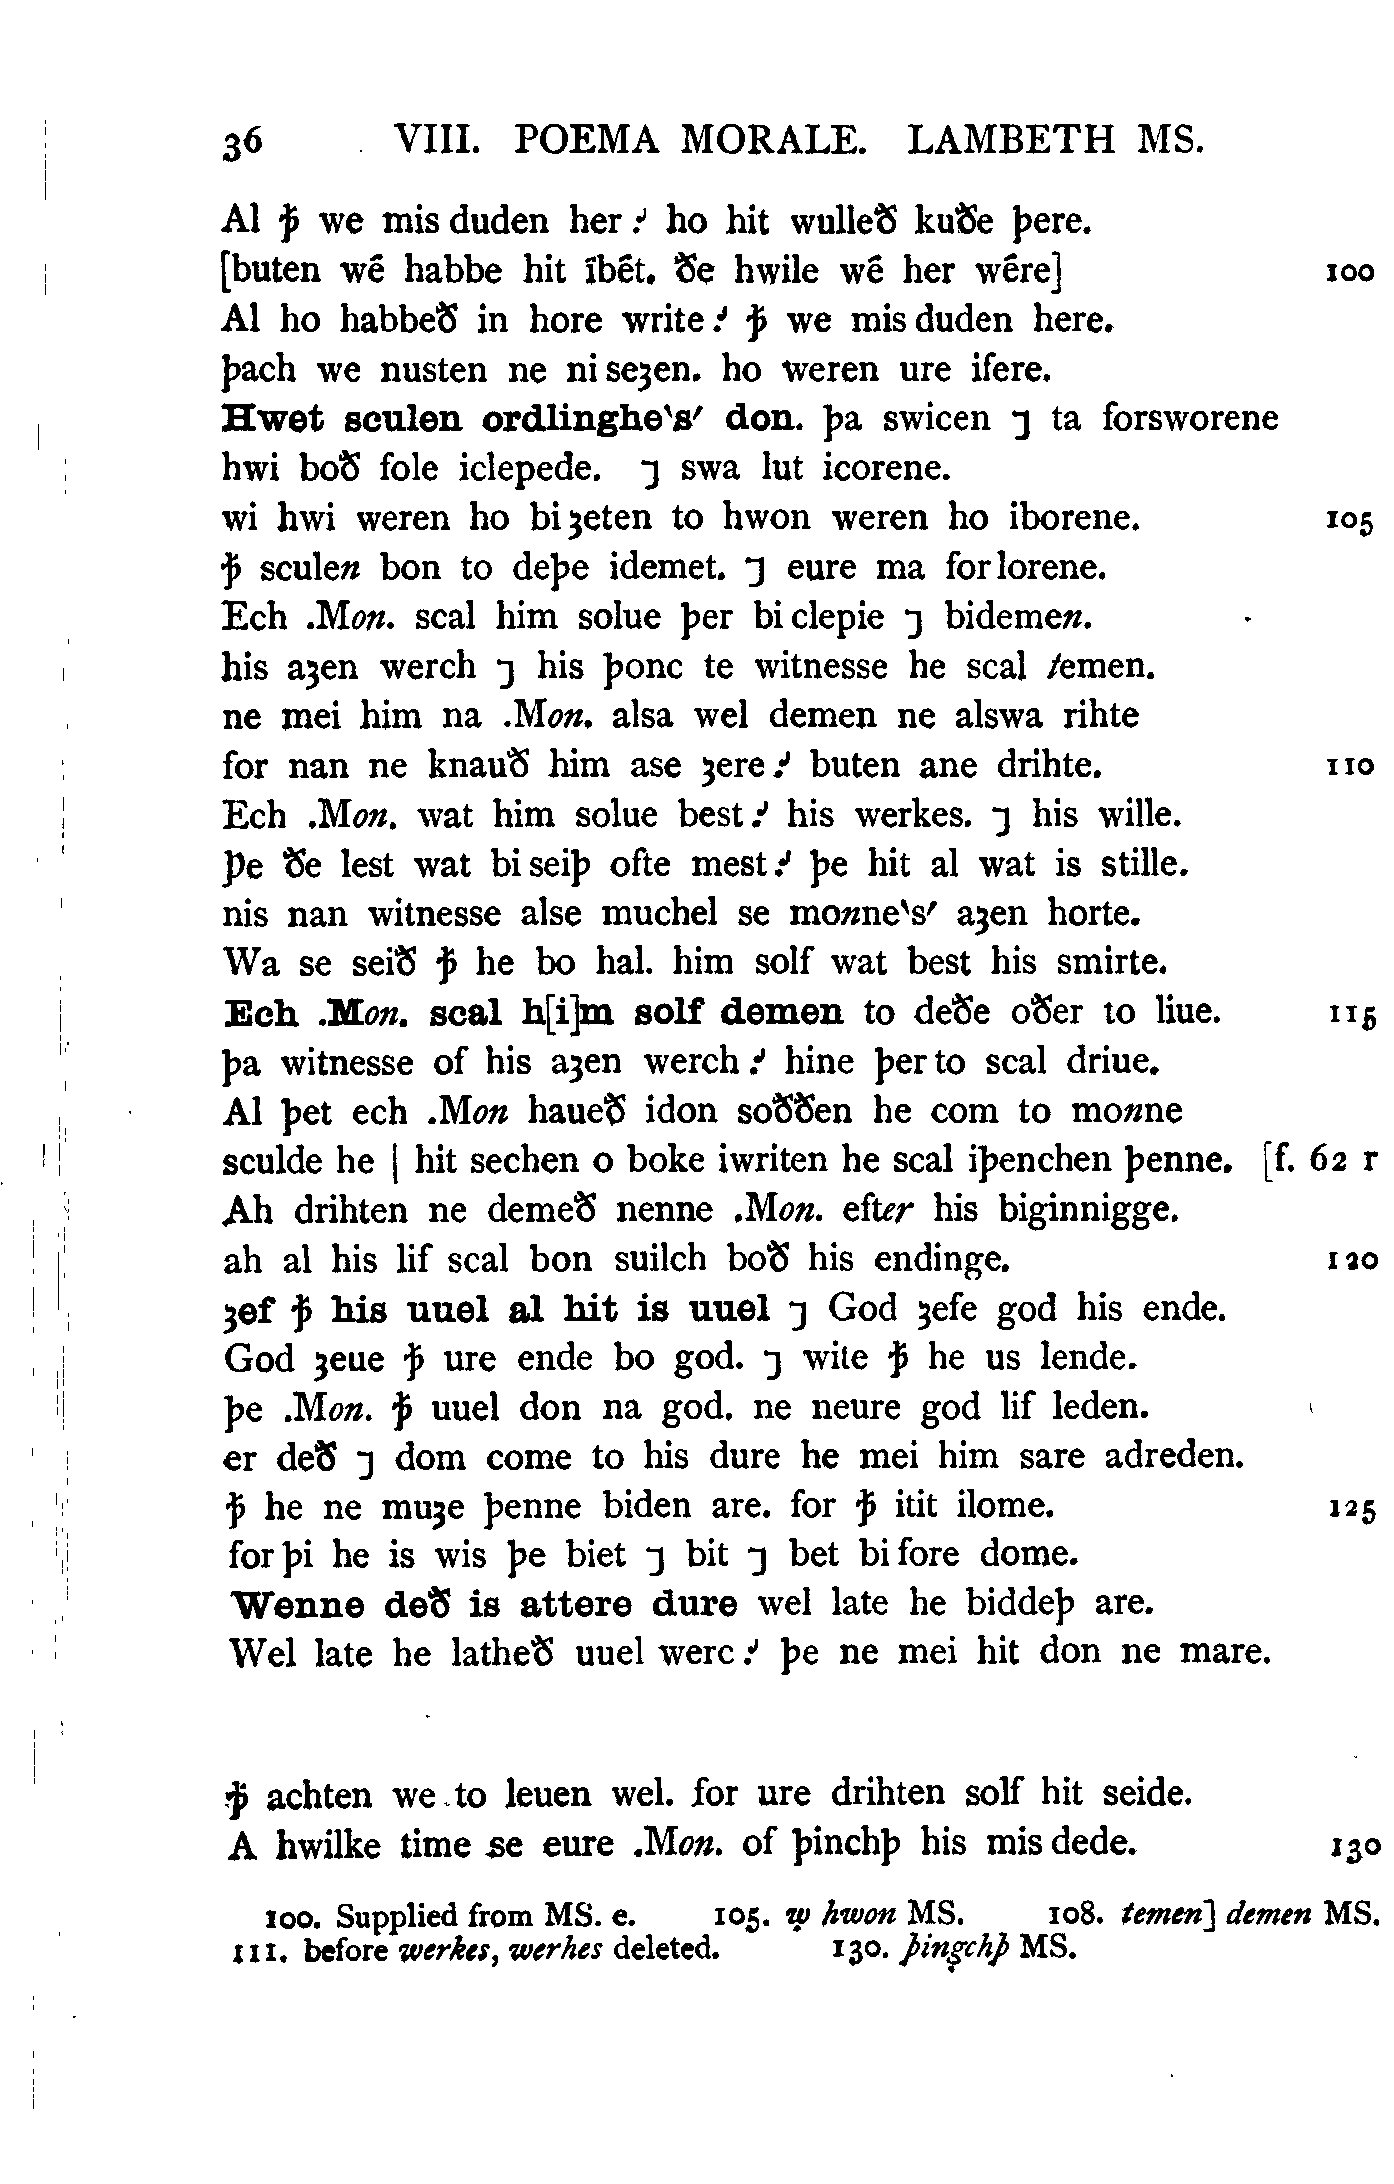 36 VIII. POEMA MORALE. LAMBETH MS.
Al ꝥ we mis duden her ⁏ ho hit wulleð kuðe þere.
[buten wē habbe hit ībēt. ðe hwile wē her wēre] 100
Al ho habbeð in hore write ⁏ ꝥ we mis duden here.
þach we nusten ne ni seȝen. ho weren ure ifere.
Hwet sculen ordlinghe‵s′ don. þa swicen ⁊ ta forsworene
hwi boð fole iclepede. ⁊ swa lut icorene.
wi hwi weren ho bi ȝeten to hwon weren ho iborene. 105
ꝥ sculen bon to deþe idemet. ⁊ eure ma for lorene.
Ech .Mon. scal him solue þer bi clepie ⁊ bidemen.
his aȝen werch ⁊ his þonc te witnesse he scal temen.
ne mei him na .Mon. alsa wel demen ne alswa rihte
for nan ne knauð him ase ȝere ⁏ buten ane drihte. 110
Ech .Mon. wat him solue best ⁏ his werkes. ⁊ his wille.
Þe ðe lest wat bi seiþ ofte mest ⁏ þe hit al wat is stille.
nis nan witnesse alse muchel se monne‵s′ aȝen horte.
Wa se seið ꝥ he bo hal. him solf wat best his smirte.
Ech .Mon. scal h[i]m solf demen to deðe oðer to liue. 115
þa witnesse of his aȝen werch ⁏ hine þer to scal driue.
Al þet ech .Mon haueð idon soððen he com to monne
sculde he | hit sechen o boke iwriten he scal iþenchen þenne. [f. 62 r
Ah drihten ne demeð nenne .Mon. efter his biginnigge.
ah al his lif scal bon suilch boð his endinge. 120
ȝef ꝥ his uuel al hit is uuel ⁊ God ȝefe god his ende.
God ȝeue ꝥ ure ende bo god. ⁊ wite ꝥ he us lende.
þe .Mon. ꝥ uuel don na god. ne neure god lif leden.
er deð ⁊ dom come to his dure he mei him sare adreden.
ꝥ he ne muȝe þenne biden are. for ꝥ itit ilome. 125
for þi he is wis þe biet ⁊ bit ⁊ bet bi fore dome.
Wenne deð is attere dure wel late he biddeþ are.
Wel late he latheð uuel werc ⁏ þe ne mei hit don ne mare.
ꝥ achten we to leuen wel. for ure drihten solf hit seide.
A hwilke time se eure .Mon. of þinchþ his mis dede. 130
100. Supplied from MS. e. 105. ẉ hwon MS. 108. temen] demen MS.
111. before werkes, werhes deleted. 130. þing̣chþ MS.